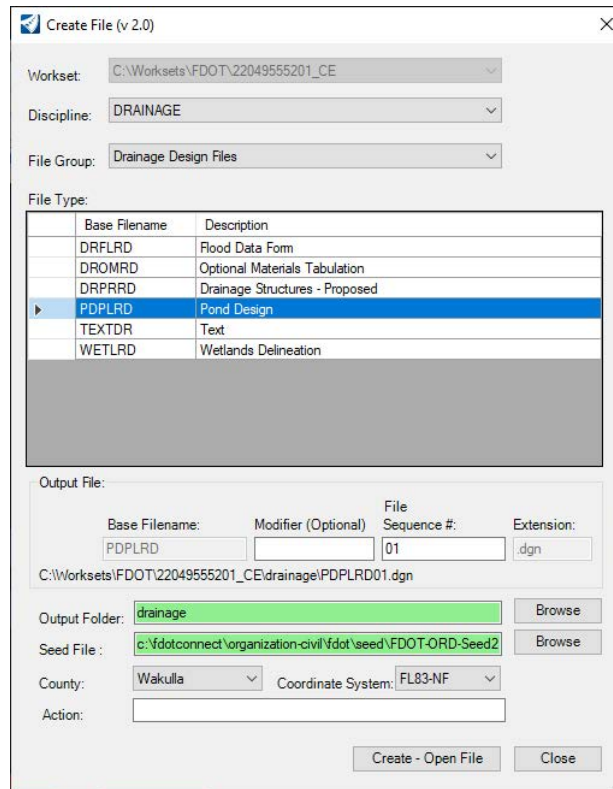 Create File (v 2.0)
Workset: C:\Worksets\FDOT\22049555201_CE
Discipline: DRAINAGE
File Group: Drainage Design Files
File Type:
Base Filename Description
DRFLRD Flood Data Form
DROMRD Optional Materials Tabulation
DRPRRD Drainage Structures - Proposed
PDPLRD Pond Design
TEXTDR Text
WETLRD Wetlands Delineation
Output File:
File
Base Filename: Modifier (Optional) Sequence #: Extension:
PDPLRD 01 .dgn
C:\Worksets\FDOT\22049555201_CE\drainage\PDPLRD01.dgn
Output Folder: drainage Browse
Seed File : c:\fdotconnect\organization-civil\fdot\seed\FDOT-ORD-Seed2 Browse
County: Wakulla Coordinate System: FL83-NF
Action:
Create - Open File Close